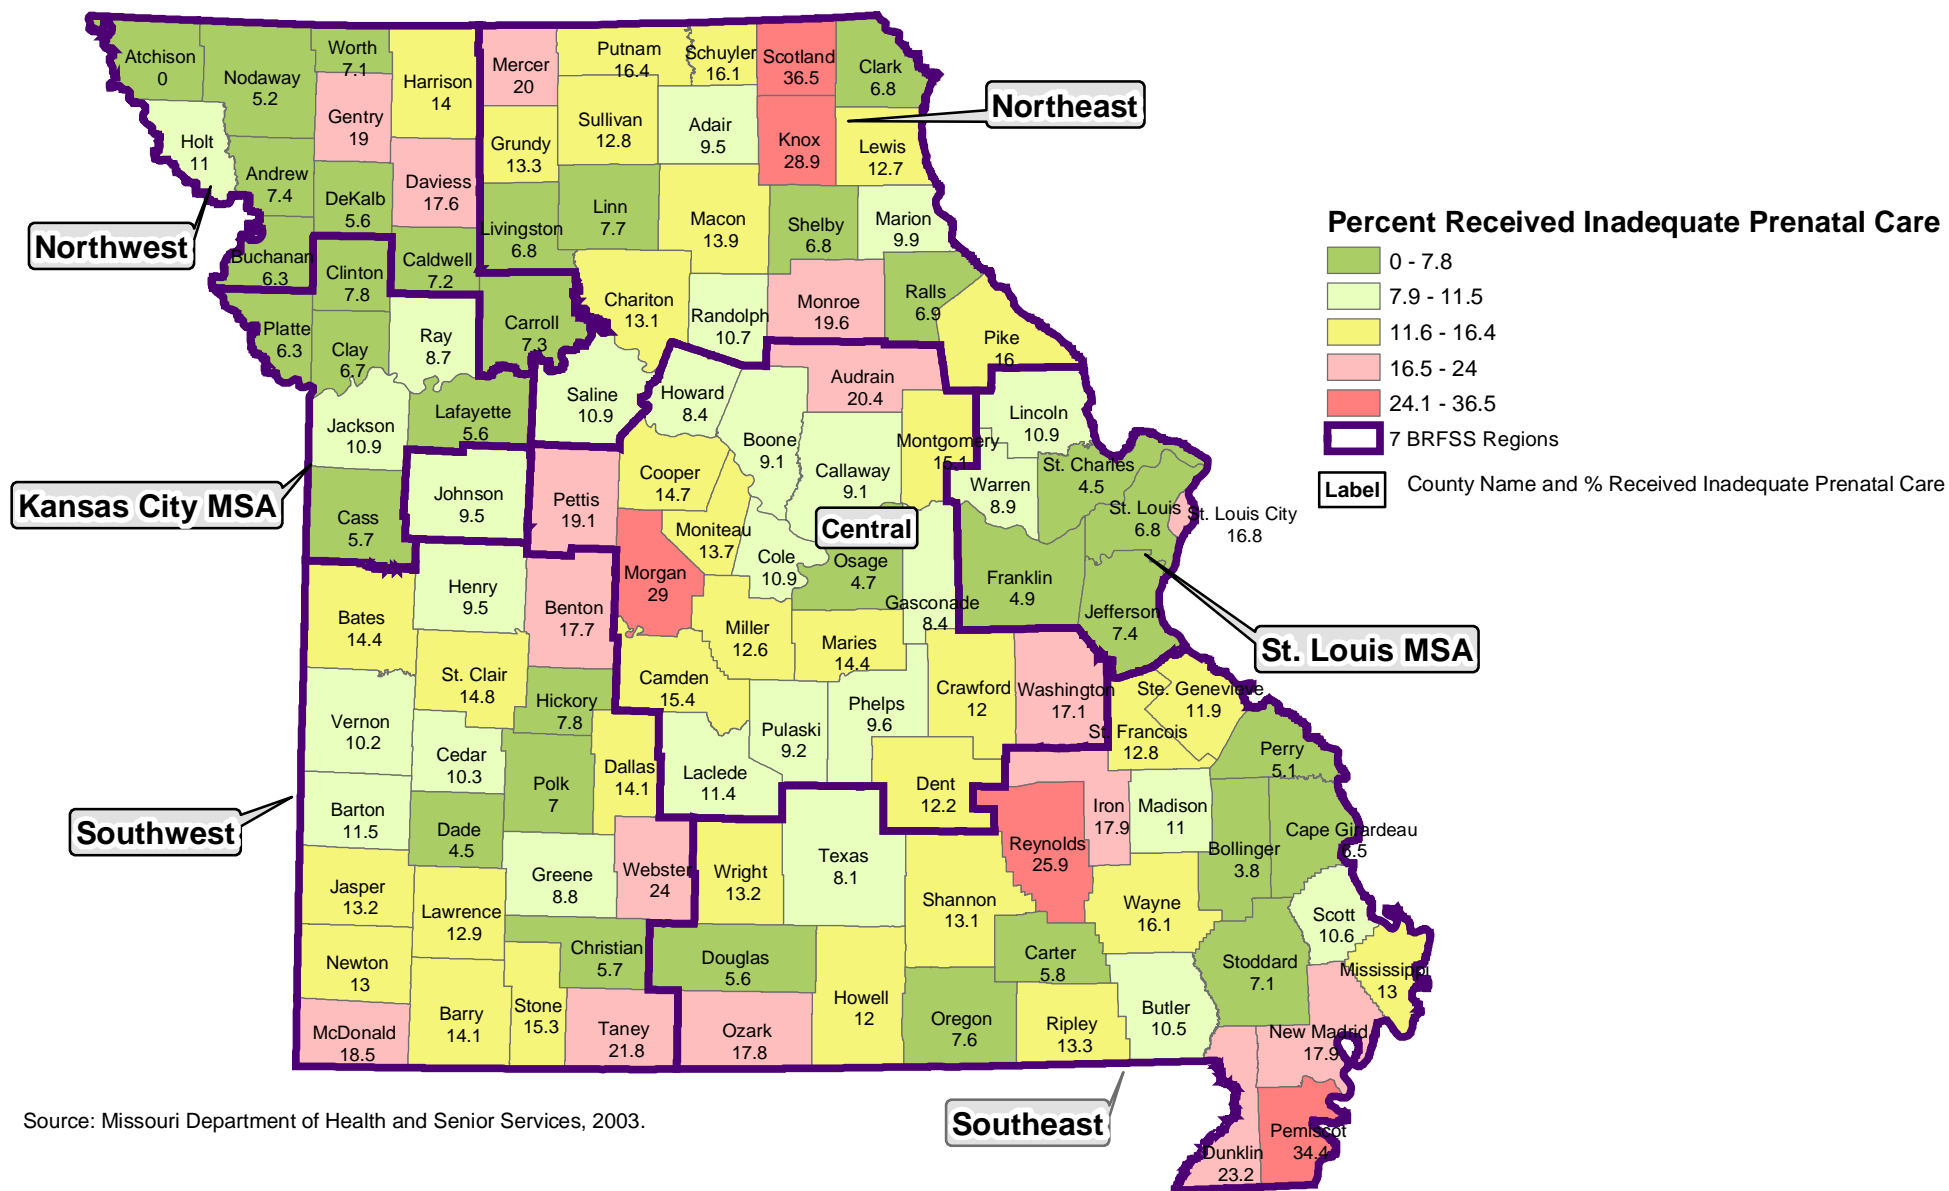 Atchison
0
Nodaway
5.2
Worth
7.1
Harrison
14
Gentry
19
Holt
11
Andrew
7.4
DeKalb
5.6
Daviess
17.6
Buchanan
6.3
Clinton
7.8
Caldwell
7.2
Northwest
Mercer
20
Putnam
16.4
Schuyler
16.1
Scotland
36.5
Clark
6.8
Northeast
Grundy
13.3
Sullivan
12.8
Adair
9.5
Knox
28.9
Lewis
12.7
Livingston
6.8
Linn
7.7
Macon
13.9
Shelby
6.8
Marion
9.9
Chariton
13.1
Randolph
10.7
Monroe
19.6
Ralls
6.9
Pike
16
Carroll
7.3
Platte
6.3
Clay
6.7
Ray
8.7
Jackson
10.9
Lafayette
5.6
Saline
10.9
Howard
8.4
Audrain
20.4
Boone
9.1
Callaway
9.1
Montgomery
15.1
Lincoln
10.9
Warren
8.9
St. Charles
4.5
St. Louis
6.8
St. Louis City
16.8
Kansas City MSA
Cass
5.7
Johnson
9.5
Pettis
19.1
Cooper
14.7
Moniteau
13.7
Morgan
29
Cole
10.9
Central
Osage
4.7
Gasconade
8.4
Franklin
4.9
Jefferson
7.4
St. Louis MSA
Bates
14.4
Henry
9.5
Benton
17.7
Miller
12.6
Maries
14.4
Camden
15.4
Crawford
12
Washington
17.1
Ste. Genevieve
11.9
St. Francois
12.8
Perry
5.1
Vernon
10.2
St. Clair
14.8
Hickory
7.8
Cedar
10.3
Polk
7
Dallas
14.1
Laclede
11.4
Pulaski
9.2
Phelps
9.6
Dent
12.2
Iron
17.9
Madison
11
Reynolds
25.9
Bollinger
3.8
Cape Girardeau
6.5
Southwest
Barton
11.5
Dade
4.5
Greene
8.8
Webster
24
Wright
13.2
Texas
8.1
Shannon
13.1
Wayne
16.1
Scott
10.6
Jasper
13.2
Lawrence
12.9
Christian
5.7
Douglas
5.6
Carter
5.8
Stoddard
7.1
Mississippi
13
Newton
13
Barry
14.1
Stone
15.3
Taney
21.8
McDonald
18.5
Ozark
17.8
Howell
12
Oregon
7.6
Ripley
13.3
Butler
10.5
New Madrid
17.9
Pemiscot
34.4
Dunklin
23.2
Southeast
Percent Received Inadequate Prenatal Care
0 - 7.8
7.9 - 11.5
11.6 - 16.4
16.5 - 24
24.1 - 36.5
7 BRFSS Regions
Label County Name and % Received Inadequate Prenatal Care
Source: Missouri Department of Health and Senior Services, 2003.